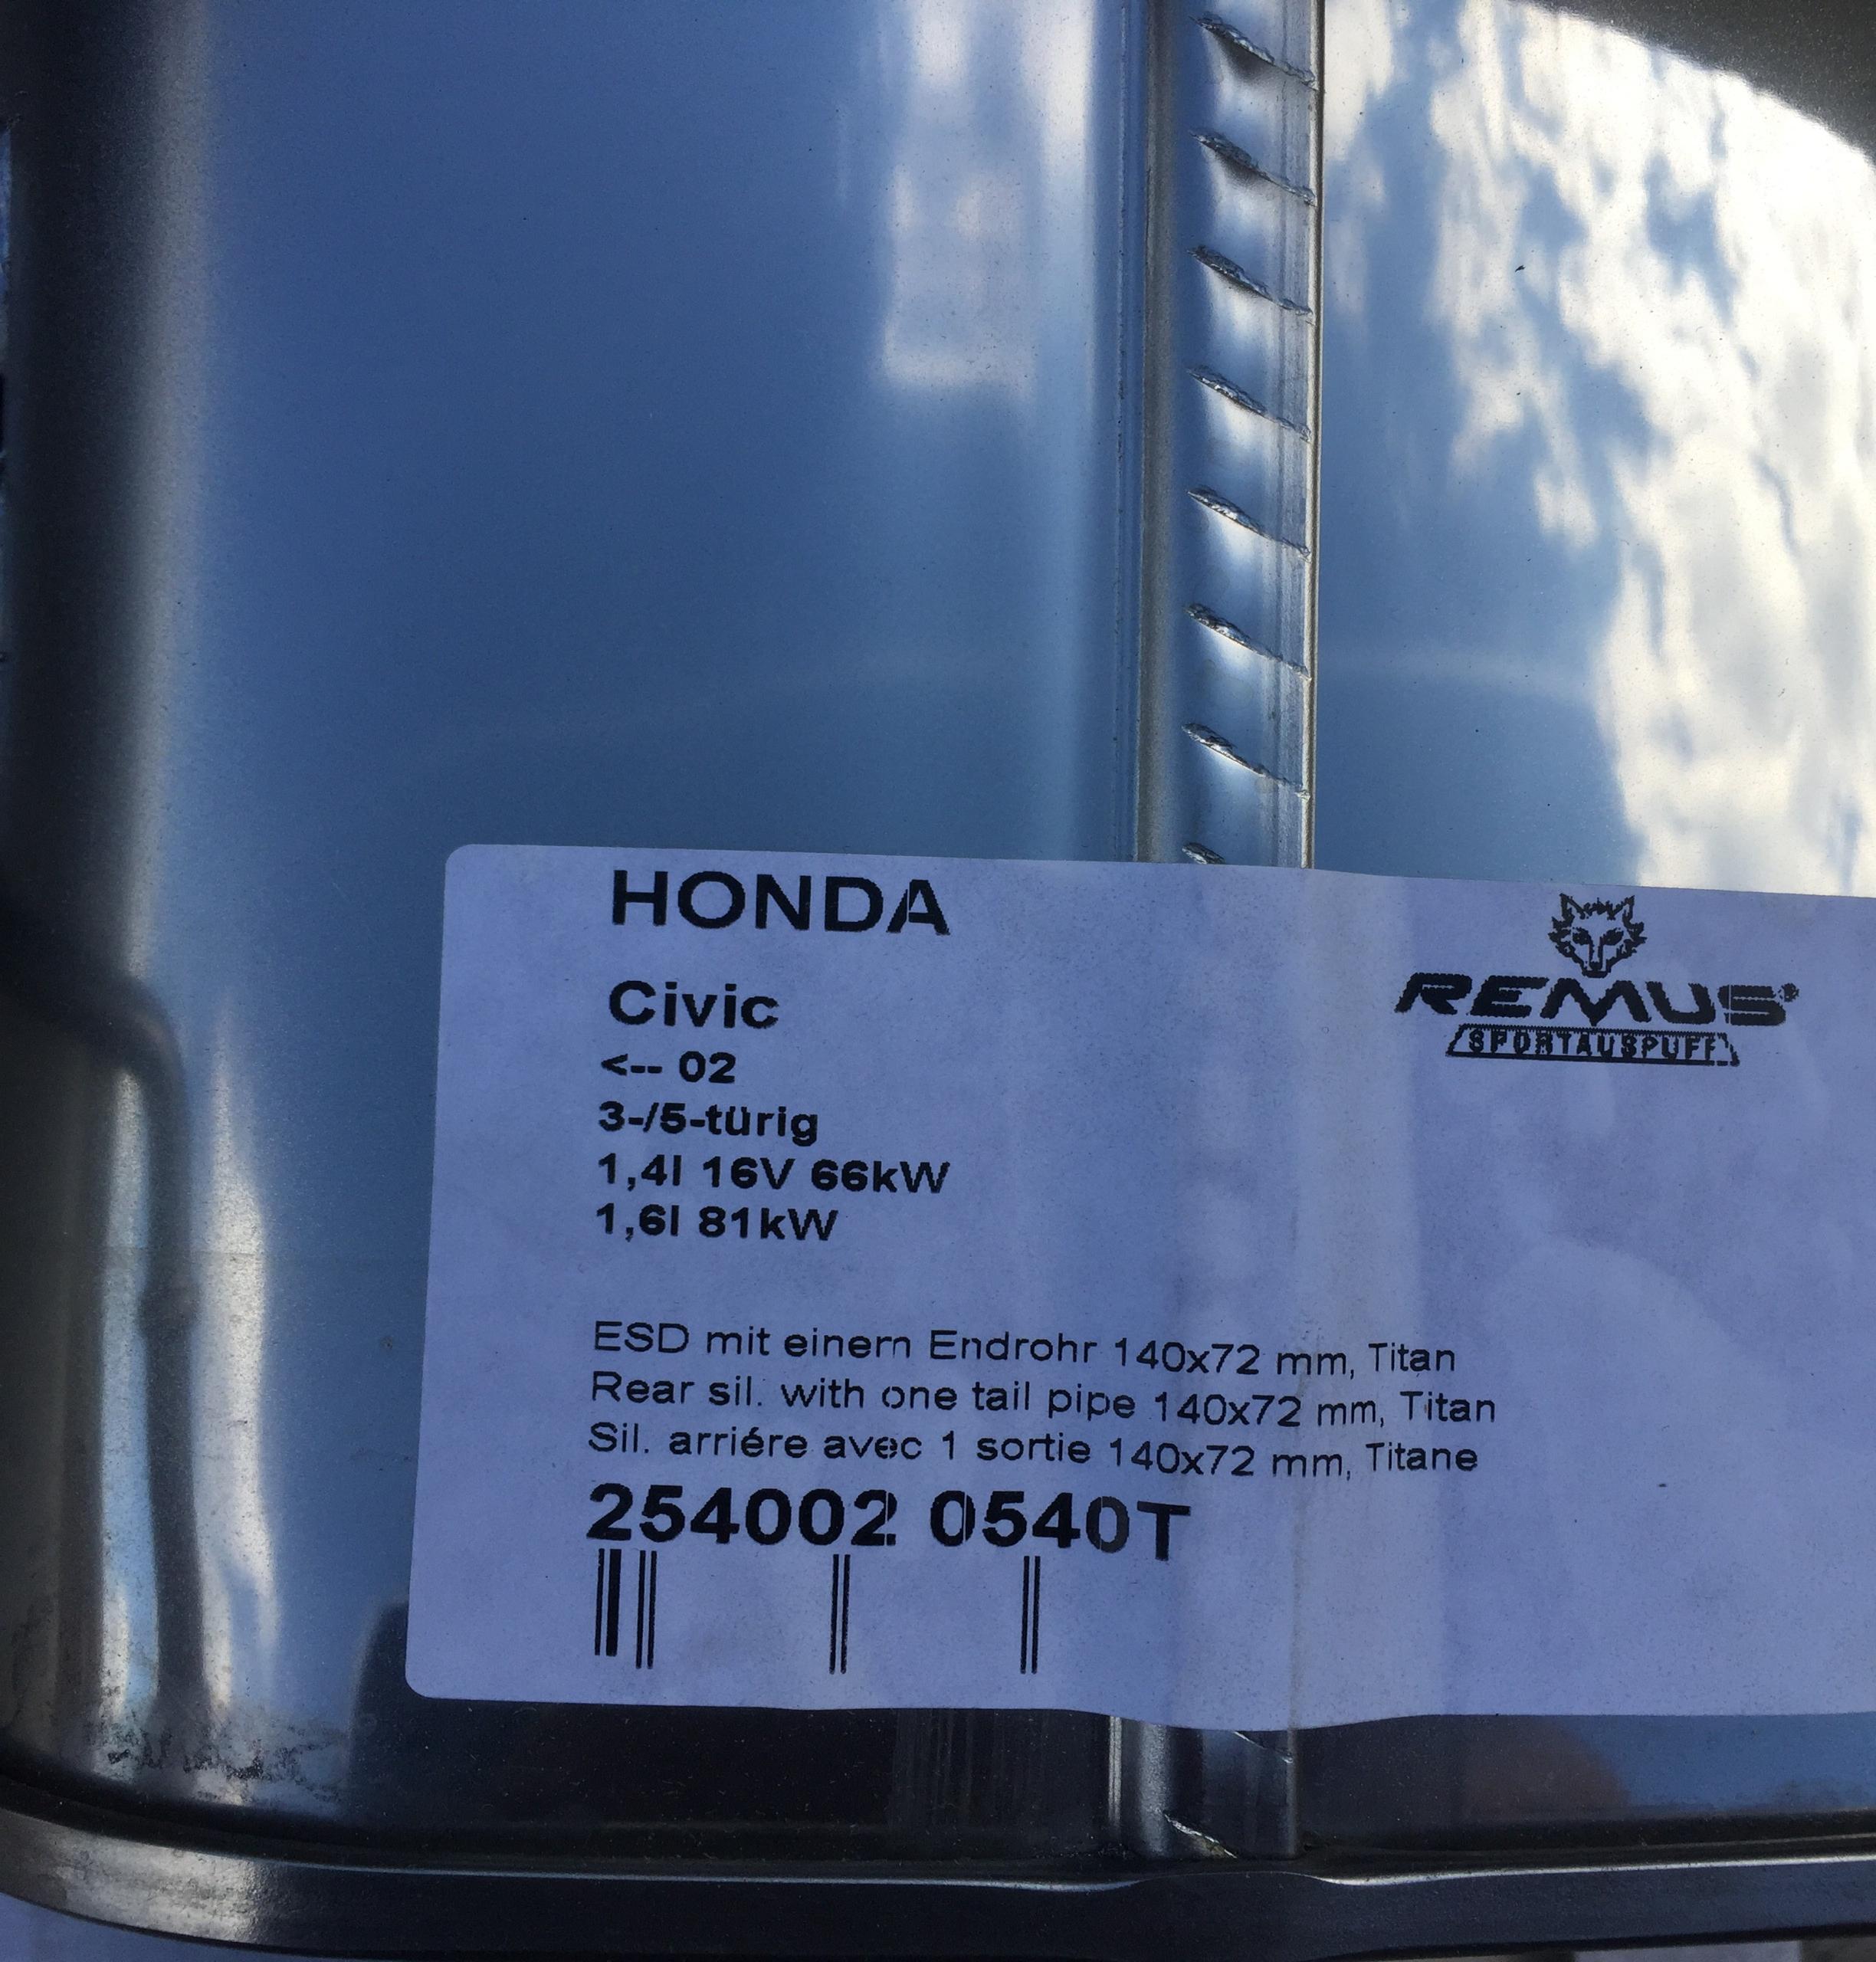 HONDA
REMUS®
SPORTAUSPUFF
Civic
<-- 02
3-/5-türig
1,4l 16V 66kW
1,6l 81kW
ESD mit einem Endrohr 140x72 mm, Titan
Rear sil. with one tail pipe 140x72 mm, Titan
Sil. arriére avec 1 sortie 140x72 mm, Titane
254002 0540T